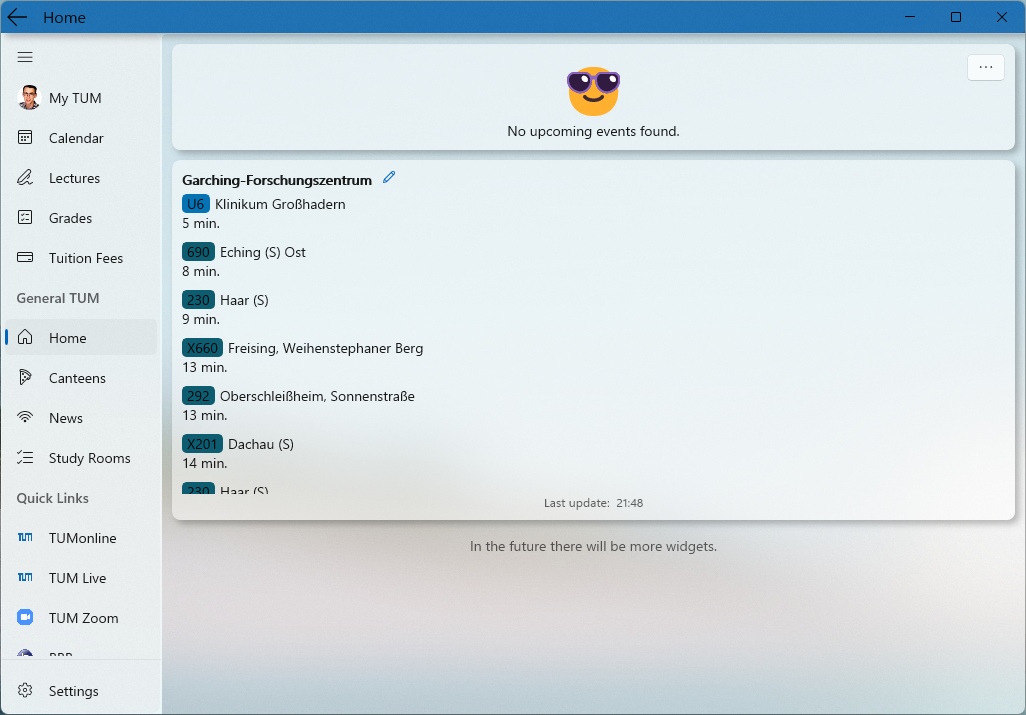 Home
My TUM
Calendar
Lectures
Grades
Tuition Fees
General TUM
Home
Canteens
News
Study Rooms
Quick Links
TUM TUMonline
TUM TUM Live
TUM Zoom
BBB
Settings
...
No upcoming events found.
Garching-Forschungszentrum
U6 Klinikum Großhadern
5 min.
690 Eching (S) Ost
8 min.
230 Haar (S)
9 min.
X660 Freising, Weihenstephaner Berg
13 min.
292 Oberschleißheim, Sonnenstraße
13 min.
X201 Dachau (S)
14 min.
230 Haar (S)
Last update: 21:48
In the future there will be more widgets.